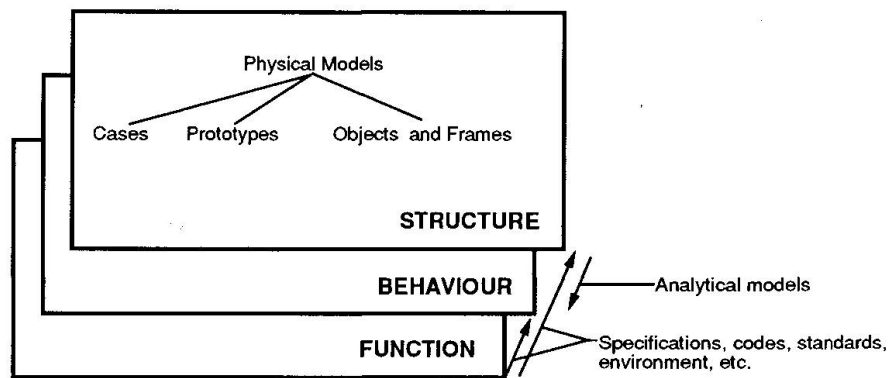 Physical Models
Cases Prototypes Objects and Frames
STRUCTURE
BEHAVIOUR
Analytical models
FUNCTION
Specifications, codes, standards,
environment, etc.